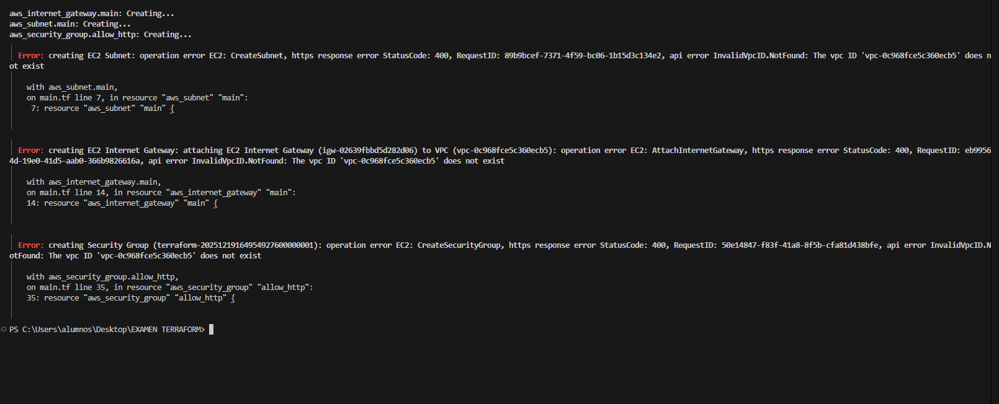 aws_internet_gateway.main: Creating...
aws_subnet.main: Creating...
aws_security_group.allow_http: Creating...
Error: creating EC2 Subnet: operation error EC2: CreateSubnet, https response error StatusCode: 400, RequestID: 89b9bcef-7371-4f59-bc06-1b15d3c134e2, api error InvalidVpcID.NotFound: The vpc ID 'vpc-0c968fce5c360ecb5' does n
ot exist
with aws_subnet.main,
on main.tf line 7, in resource "aws_subnet" "main":
7: resource "aws_subnet" "main" {
Error: creating EC2 Internet Gateway: attaching EC2 Internet Gateway (igw-02639fbbd5d282d06) to VPC (vpc-0c968fce5c360ecb5): operation error EC2: AttachInternetGateway, https response error StatusCode: 400, RequestID: eb9956
4d-19e0-41d5-aab0-366b9826616a, api error InvalidVpcID.NotFound: The vpc ID 'vpc-0c968fce5c360ecb5' does not exist
with aws_internet_gateway.main,
on main.tf line 14, in resource "aws_internet_gateway" "main":
14: resource "aws_internet_gateway" "main" {
Error: creating Security Group (terraform-20251219164954927600000001): operation error EC2: CreateSecurityGroup, https response error StatusCode: 400, RequestID: 50e14847-f83f-41a8-8f5b-cfa81d438bfe, api error InvalidVpcID.N
otFound: The vpc ID 'vpc-0c968fce5c360ecb5' does not exist
with aws_security_group.allow_http,
on main.tf line 35, in resource "aws_security_group" "allow_http":
35: resource "aws_security_group" "allow_http" {
PS C:\Users\alumnos\Desktop\EXAMEN TERRAFORM>